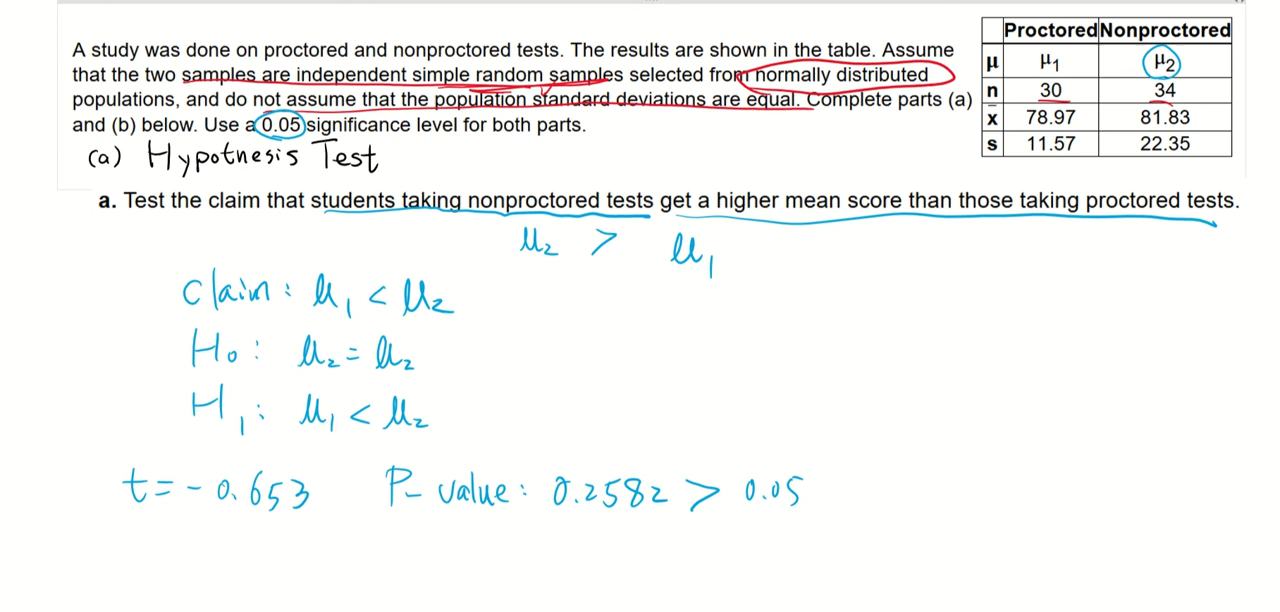 A study was done on proctored and nonproctored tests. The results are shown in the table. Assume
that the two samples are independent simple random samples selected from normally distributed
populations, and do not assume that the population standard deviations are equal. Complete parts (a)
and (b) below. Use a 0.05 significance level for both parts.
Proctored Nonproctored
μ μ1 μ2
n 30 34
x̄ 78.97 81.83
s 11.57 22.35
(a) Hypotnesis Test
a. Test the claim that students taking nonproctored tests get a higher mean score than those taking proctored tests.
μ2 > μ1
Claim: μ1 < μ2
H0: μ2 = μ2
H1: μ1 < μ2
t = -0.653 P-value: 0.2582 > 0.05